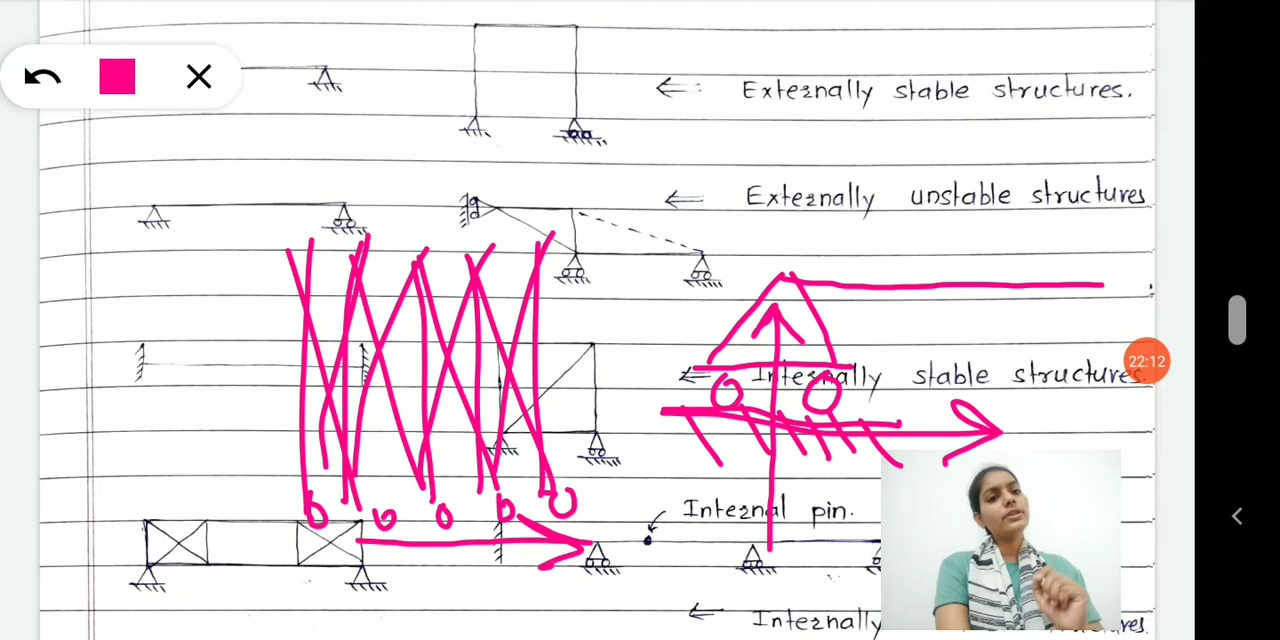 Externally stable structures.
Externally unstable structures
Internally stable structures.
22:12
Internal pin.
Internally